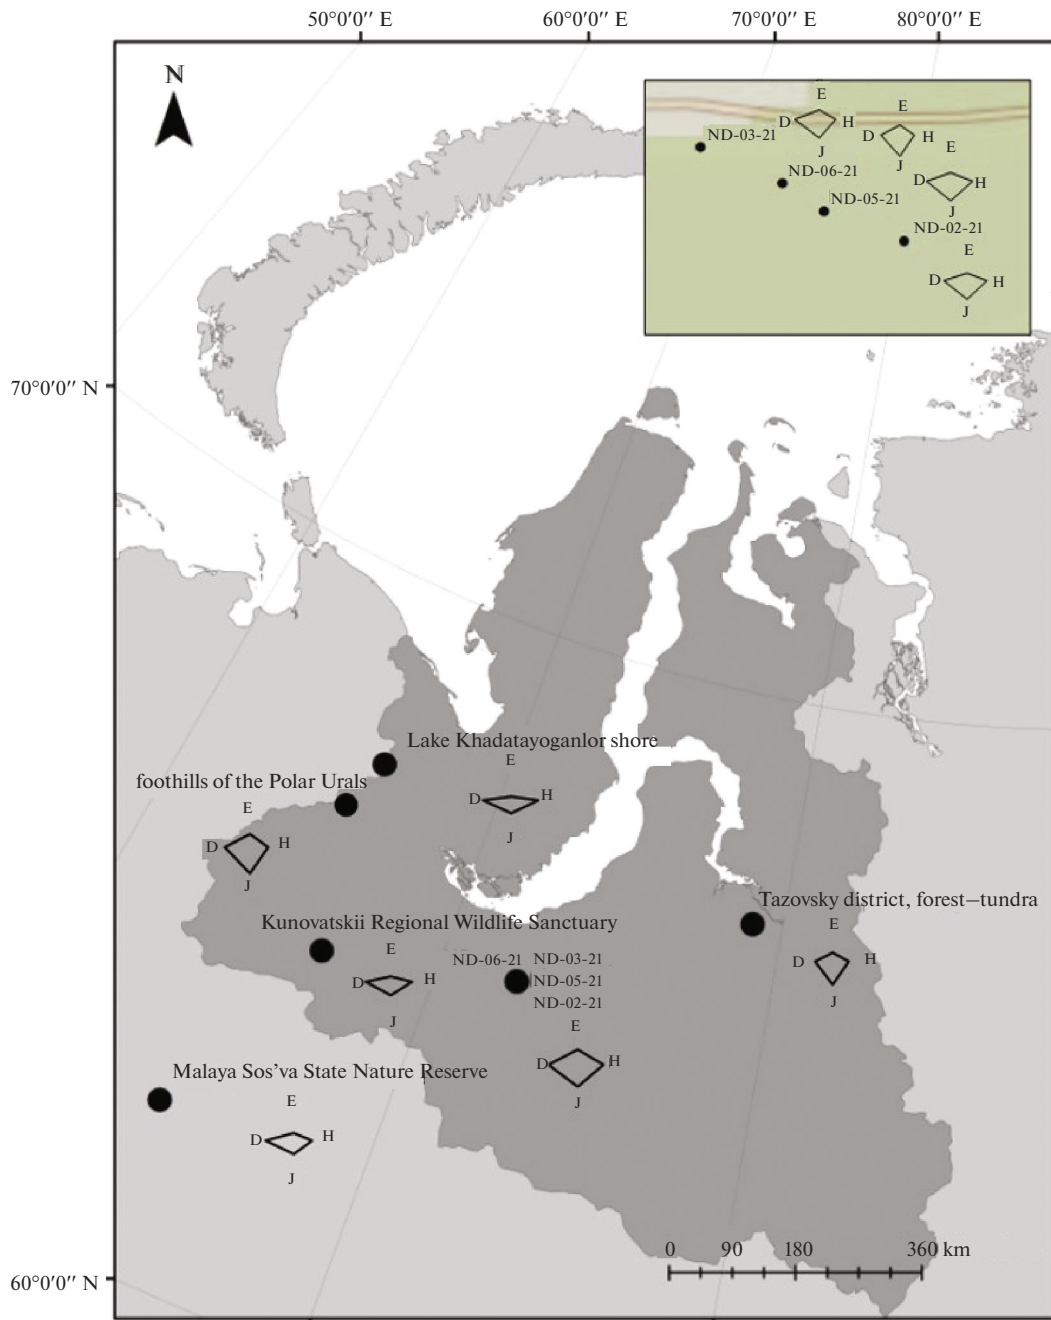 50°0′0″ E 60°0′0″ E 70°0′0″ E 80°0′0″ E
N
E
D H
J
ND-03-21
E
D H
J
ND-06-21
E
D H
J
ND-05-21
ND-02-21
E
D H
J
70°0′0″ N
Lake Khadatayoganlor shore
E
D H
J
foothills of the Polar Urals
E
D H
J
Tazovsky district, forest–tundra
E
D H
J
Kunovatskii Regional Wildlife Sanctuary
E
D H
J
ND-06-21 ND-03-21
ND-05-21
ND-02-21
E
D H
J
Malaya Sos'va State Nature Reserve
E
D H
J
0 90 180 360 km
60°0′0″ N